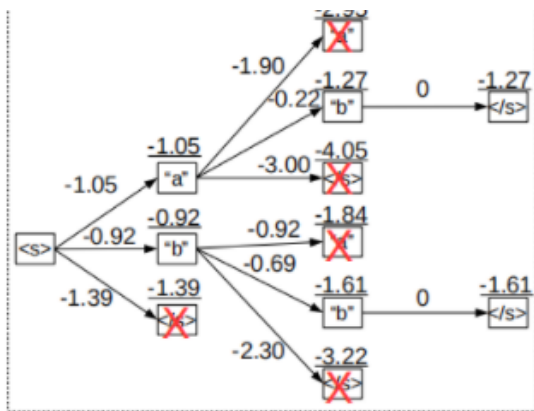 -2.95
"a"
-1.90
-1.27
-1.27
-0.22
0
"b"
</s>
-1.05
-4.05
-3.00
"a"
</s>
-1.05
-0.92
-1.84
-0.92
-0.92
<s>
"b"
"a"
-0.69
-1.39
-1.39
-1.61
-1.61
0
</s>
"b"
</s>
-2.30
-3.22
</s>